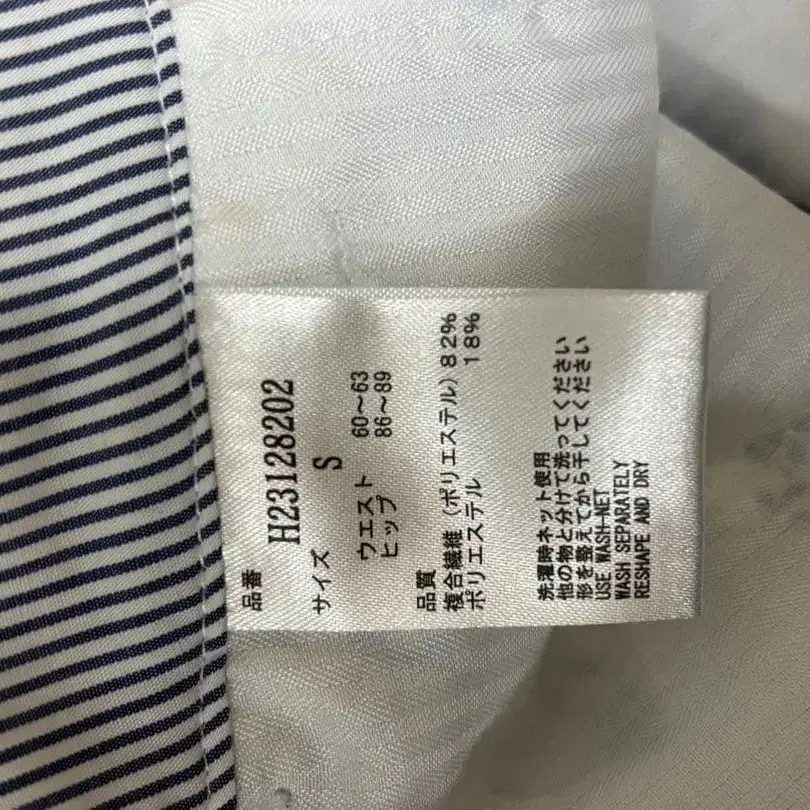 品番 H23128202
サイズ S
ウエスト 60～63
ヒップ 86～89
品質
複合繊維（ポリエステル）82%
ポリエステル 18%
洗濯時ネット使用
他の物と分けて洗ってください
形を整えてから干してください
USE WASH-NET
WASH SEPARATELY
RESHAPE AND DRY